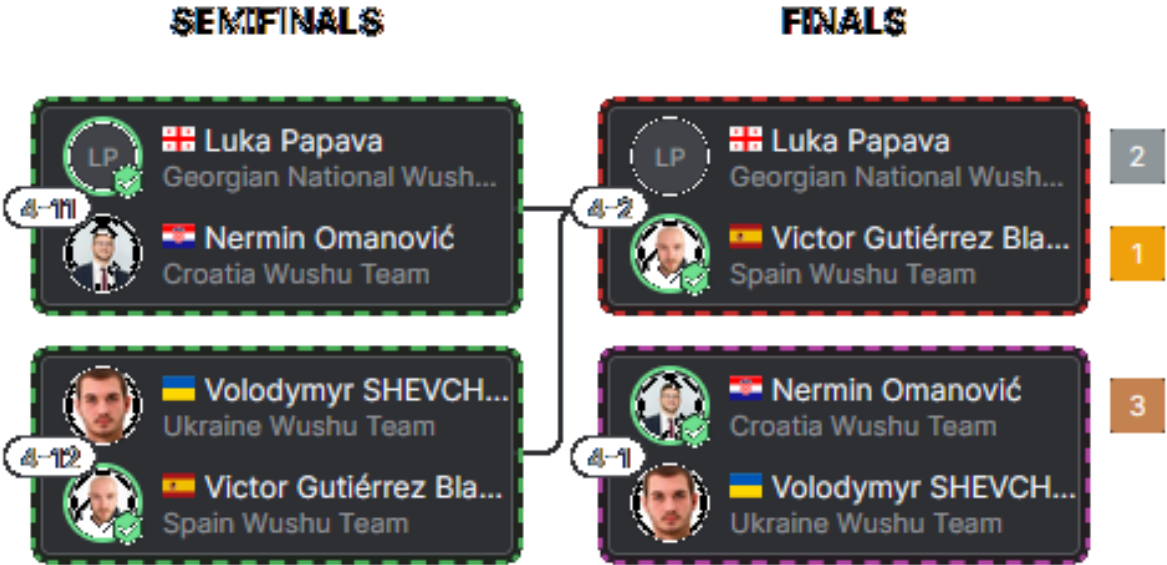 SEMIFINALS
FINALS
LP
Luka Papava
Georgian National Wush...
4-11
Nermin Omanović
Croatia Wushu Team
Volodymyr SHEVCH...
Ukraine Wushu Team
4-12
Victor Gutiérrez Bla...
Spain Wushu Team
LP
Luka Papava
Georgian National Wush...
2
4-2
Victor Gutiérrez Bla...
Spain Wushu Team
1
Nermin Omanović
Croatia Wushu Team
3
4-1
Volodymyr SHEVCH...
Ukraine Wushu Team